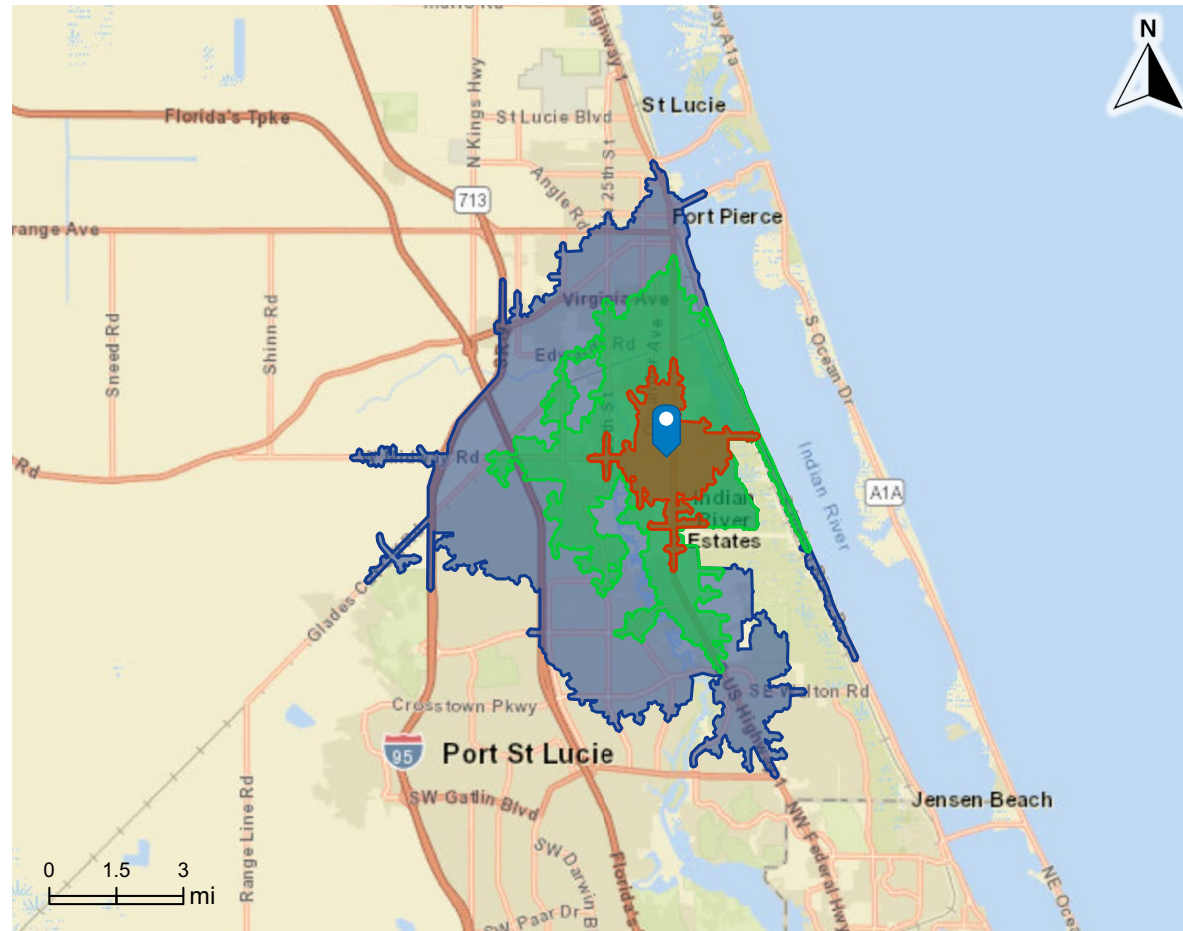 Highway 1
N
St Lucie
Florida's Tpke
N Kings Hwy
St Lucie Blvd
25th St
Angle Rd
713
Fort Pierce
range Ave
Virginia Ave
Sneed Rd
Shinn Rd
S Ocean Dr
Rd
Rd
Indian River
A1A
Indian
River
Estates
Glades C
SE Walton Rd
US Highway 1
Crosstown Pkwy
95
Port St Lucie
Range Line Rd
SW Gatlin Blvd
Jensen Beach
NW Federal Hwy
SW Darwin B
Florida's
NE Ocea
SW Paar Dr
0 1.5 3
mi